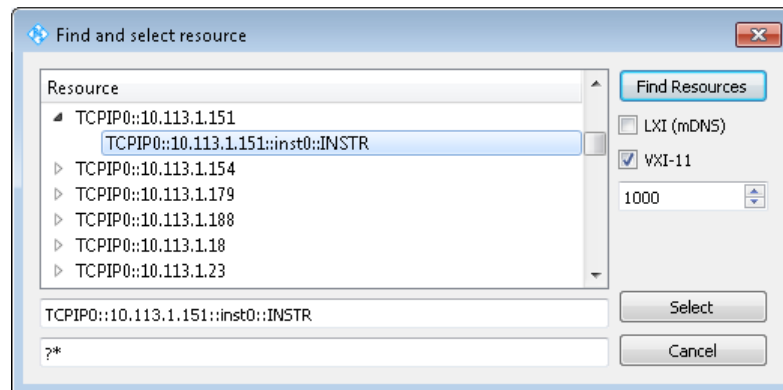 Find and select resource
Resource
TCPIP0::10.113.1.151
TCPIP0::10.113.1.151::inst0::INSTR
TCPIP0::10.113.1.154
TCPIP0::10.113.1.179
TCPIP0::10.113.1.188
TCPIP0::10.113.1.18
TCPIP0::10.113.1.23
TCPIP0::10.113.1.151::inst0::INSTR
?*
Find Resources
LXI (mDNS)
VXI-11
1000
Select
Cancel